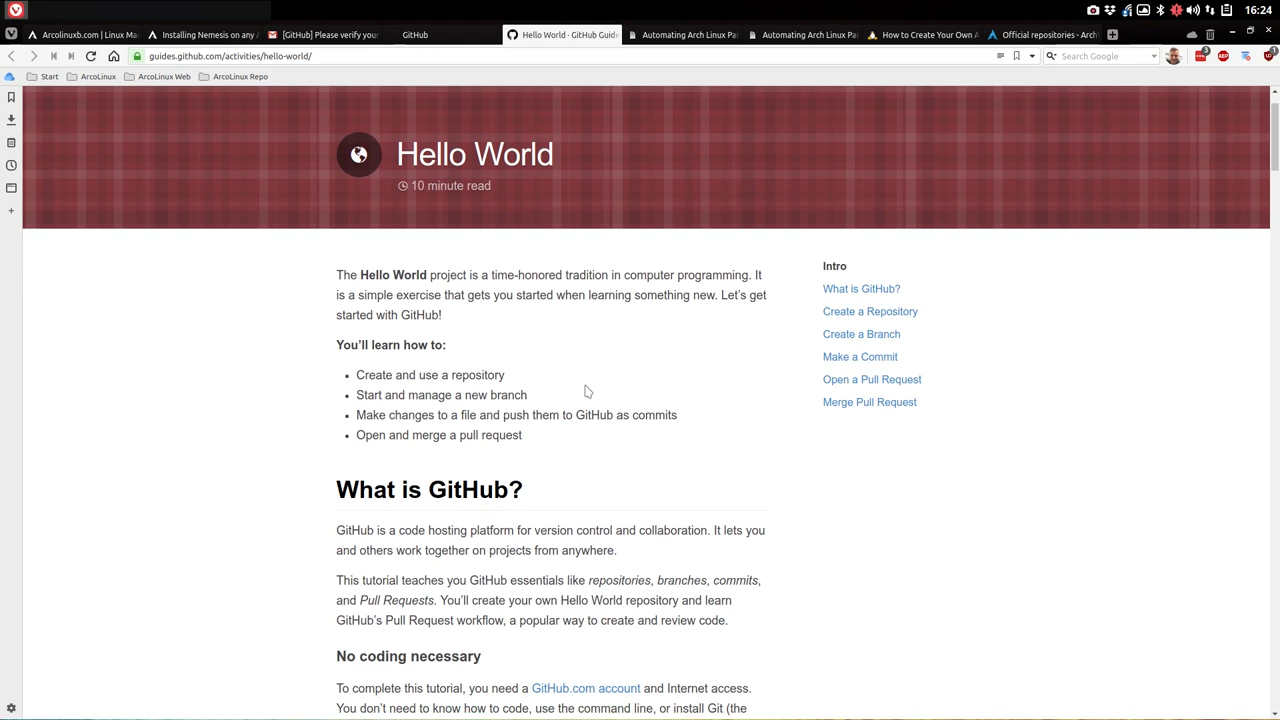 16:24
Arcolinuxb.com | Linux Ma
Installing Nemesis on any
[GitHub] Please verify your
GitHub
Hello World · GitHub Guide
Automating Arch Linux Par
Automating Arch Linux Par
How to Create Your Own A
Official repositories - Arch
guides.github.com/activities/hello-world/
Search Google
Start
ArcoLinux
ArcoLinux Web
ArcoLinux Repo
Hello World
10 minute read
The Hello World project is a time-honored tradition in computer programming. It
is a simple exercise that gets you started when learning something new. Let's get
started with GitHub!
You'll learn how to:
• Create and use a repository
• Start and manage a new branch
• Make changes to a file and push them to GitHub as commits
• Open and merge a pull request
Intro
What is GitHub?
Create a Repository
Create a Branch
Make a Commit
Open a Pull Request
Merge Pull Request
What is GitHub?
GitHub is a code hosting platform for version control and collaboration. It lets you
and others work together on projects from anywhere.
This tutorial teaches you GitHub essentials like repositories, branches, commits,
and Pull Requests. You'll create your own Hello World repository and learn
GitHub's Pull Request workflow, a popular way to create and review code.
No coding necessary
To complete this tutorial, you need a GitHub.com account and Internet access.
You don't need to know how to code, use the command line, or install Git (the